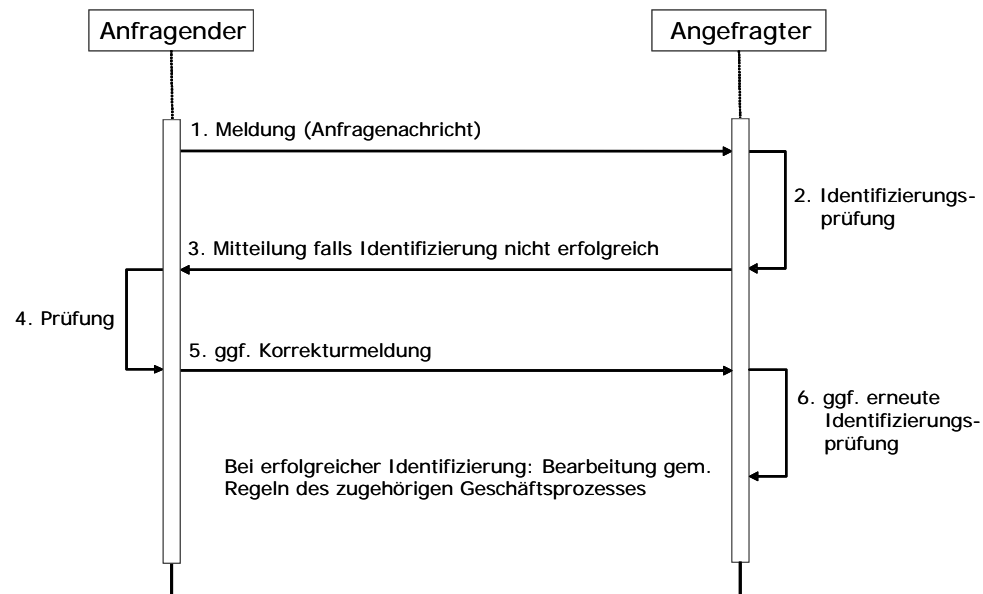 Anfragender
Angefragter
1. Meldung (Anfragenachricht)
2. Identifizierungs-
prüfung
3. Mitteilung falls Identifizierung nicht erfolgreich
4. Prüfung
5. ggf. Korrekturmeldung
6. ggf. erneute
Identifizierungs-
prüfung
Bei erfolgreicher Identifizierung: Bearbeitung gem.
Regeln des zugehörigen Geschäftsprozesses